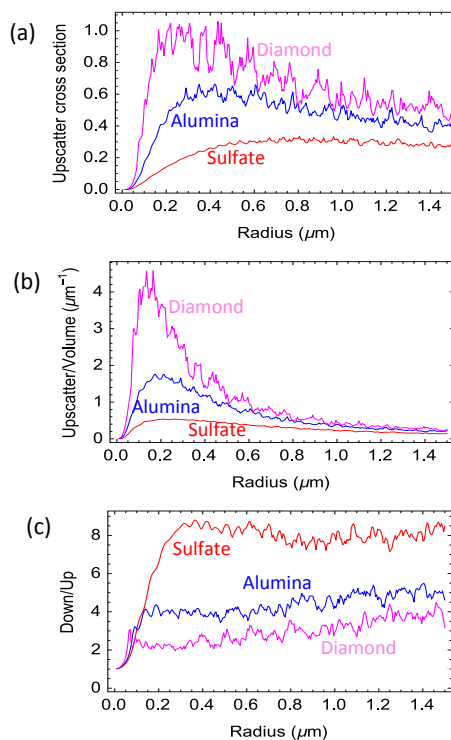 (a)
Upscatter cross section
1.0
0.8
0.6
0.4
0.2
0.0
Diamond
Alumina
Sulfate
0.0 0.2 0.4 0.6 0.8 1.0 1.2 1.4
Radius (μm)
(b)
Upscatter/Volume (μm⁻¹)
4
3
2
1
0
Diamond
Alumina
Sulfate
0.0 0.2 0.4 0.6 0.8 1.0 1.2 1.4
Radius (μm)
(c)
Down/Up
8
6
4
2
0
Sulfate
Alumina
Diamond
0.0 0.2 0.4 0.6 0.8 1.0 1.2 1.4
Radius (μm)